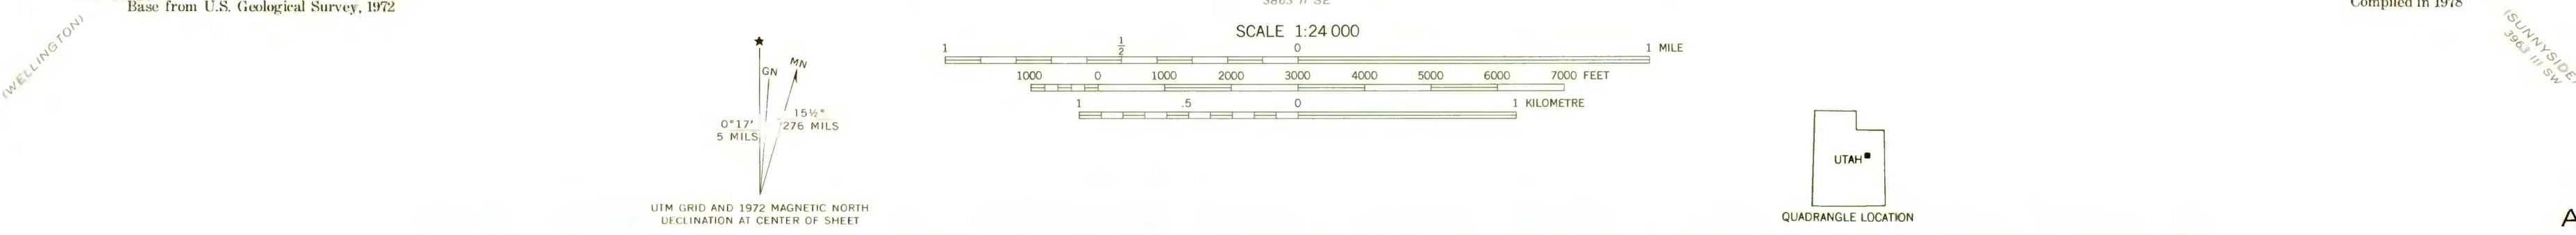 Base from U.S. Geological Survey, 1972
Compiled in 1978
(WELLINGTON)
SCALE 1:24 000
1 ½ 0 1 MILE
1000 0 1000 2000 3000 4000 5000 6000 7000 FEET
1 .5 0 1 KILOMETRE
GN
MN
0°17′
5 MILS
15½°
276 MILS
UTM GRID AND 1972 MAGNETIC NORTH
DECLINATION AT CENTER OF SHEET
(SUNNYSIDE
3963 III SW
UTAH
QUADRANGLE LOCATION
A